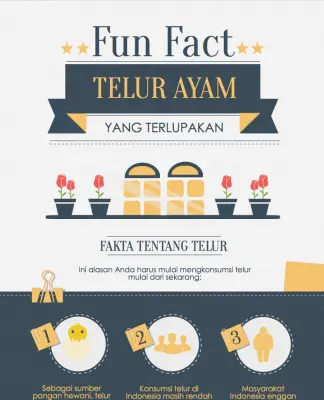 Fun Fact
TELUR AYAM
YANG TERLUPAKAN
FAKTA TENTANG TELUR
Ini alasan Anda harus mulai mengkonsumsi telur
mulai dari sekarang:
1
2
3
Sebagai sumber
pangan hewani, telur
Konsumsi telur di
Indonesia masih rendah
Masyarakat
Indonesia enggan